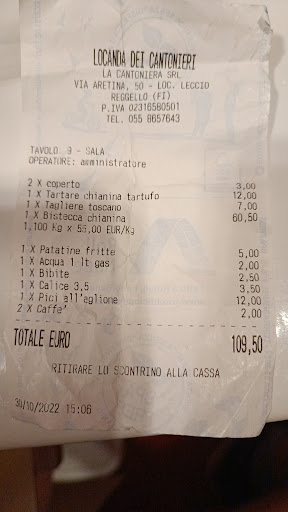 LOCANDA DEI CANTONIERI
LA CANTONIERA SRL
VIA ARETINA, 50 - LOC. LECCIO
REGGELLO (FI)
P.IVA 02316580501
TEL. 055 8657643
TAVOLO 9 - SALA
OPERATORE: amministratore
2 X coperto 3,00
1 X Tartare chianina tartufo 12,00
1 X Tagliere toscano 7,00
1 X Bistecca chianina 60,50
1,100 Kg x 55,00 EUR/Kg
1 X Patatine fritte 5,00
1 X Acqua 1 lt gas 2,00
1 X Bibite 2,50
1 X Calice 3,5 3,50
1 X Pici all'aglione 12,00
2 X Caffe' 2,00
TOTALE EURO 109,50
RITIRARE LO SCONTRINO ALLA CASSA
30/10/2022 15:06